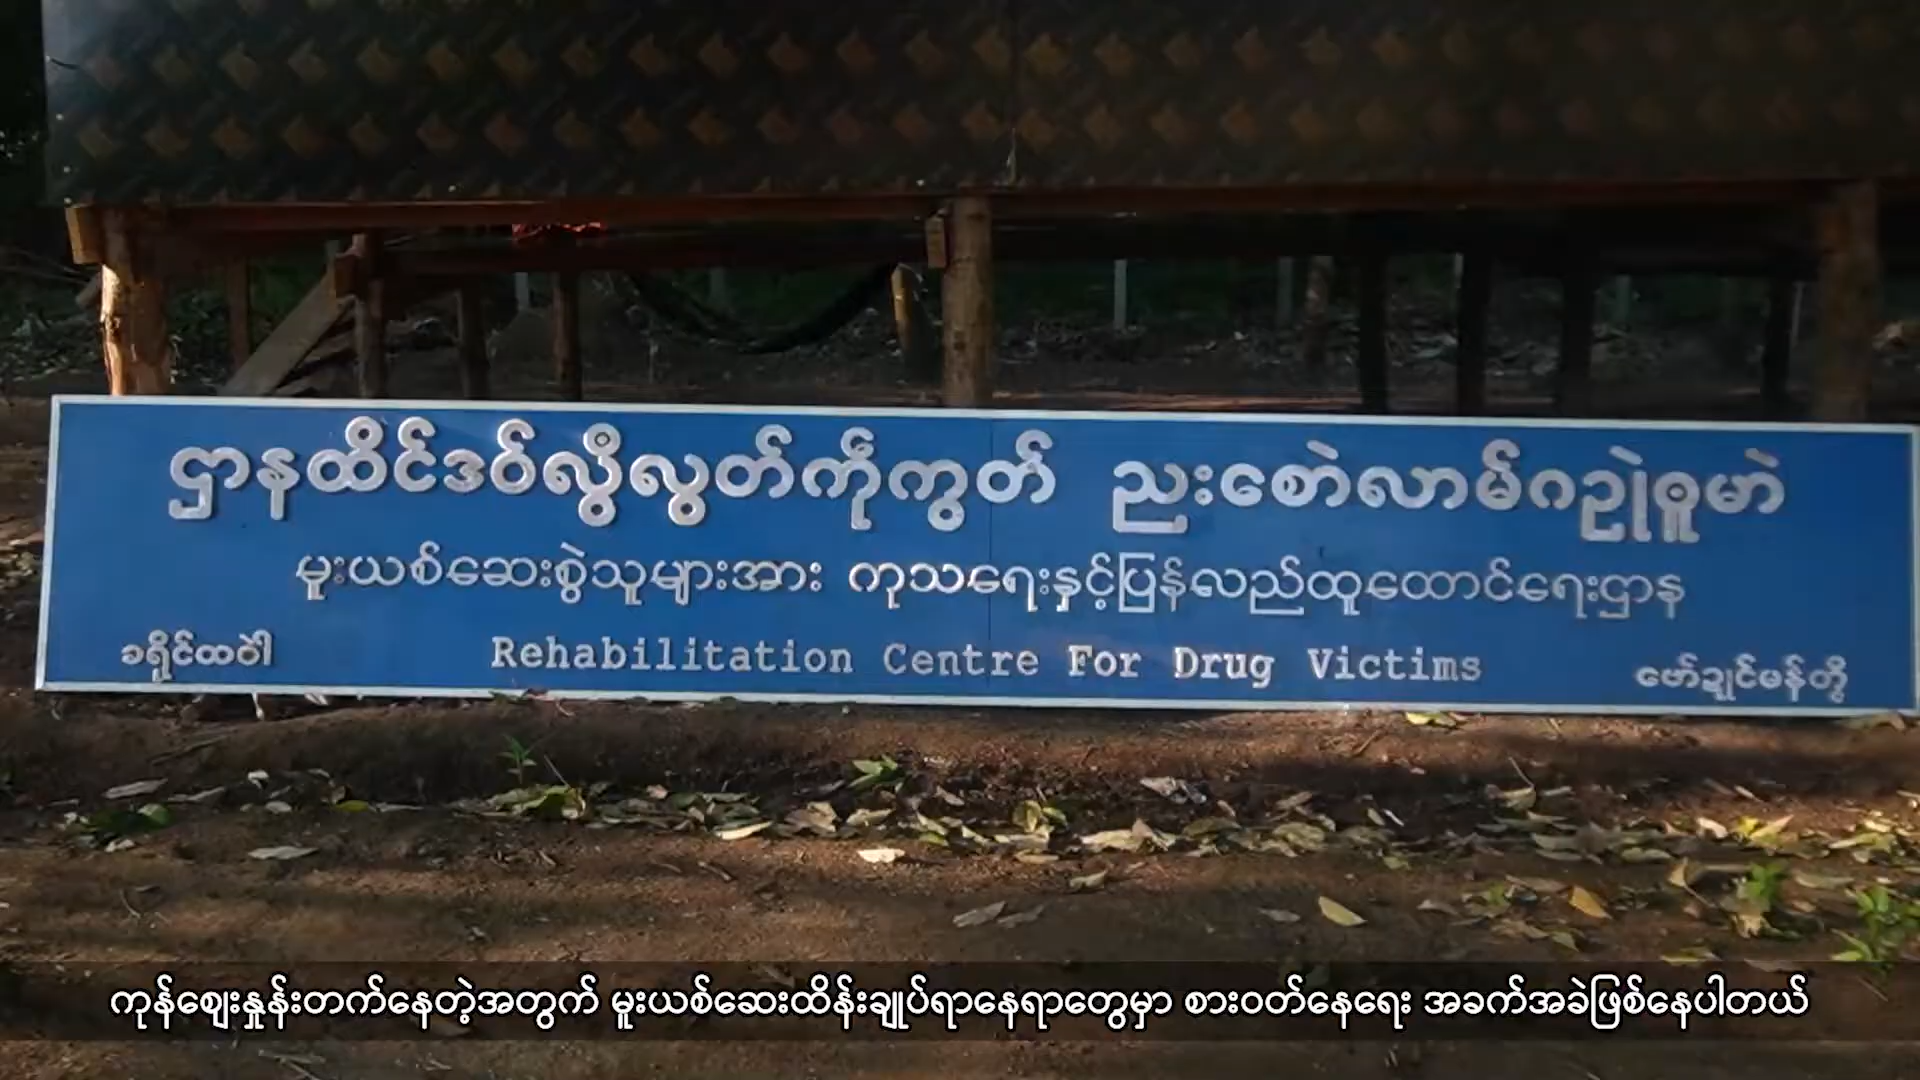 ဌာနထိင်ဒဝ်လွဳလွတ်ကဵုကွတ် ညးစောဲလာမ်ဂဥုဲဗူမာဲ
မူးယစ်ဆေးစွဲသူများအား ကုသရေးနှင့်ပြန်လည်ထူထောင်ရေးဌာန
ခရိုၚ်ထဝါဲ Rehabilitation Centre For Drug Victims ဗော်ဍုၚ်မန်တၟိ
ကုန်ဈေးနှုန်းတက်နေတဲ့အတွက် မူးယစ်ဆေးထိန်းချုပ်ရာနေရာတွေမှာ စားဝတ်နေရေး အခက်အခဲဖြစ်နေပါတယ်